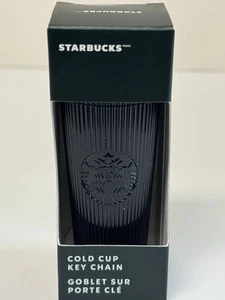 STARBUCKS
COLD CUP
KEY CHAIN
GOBLET SUR
PORTE CLÉ